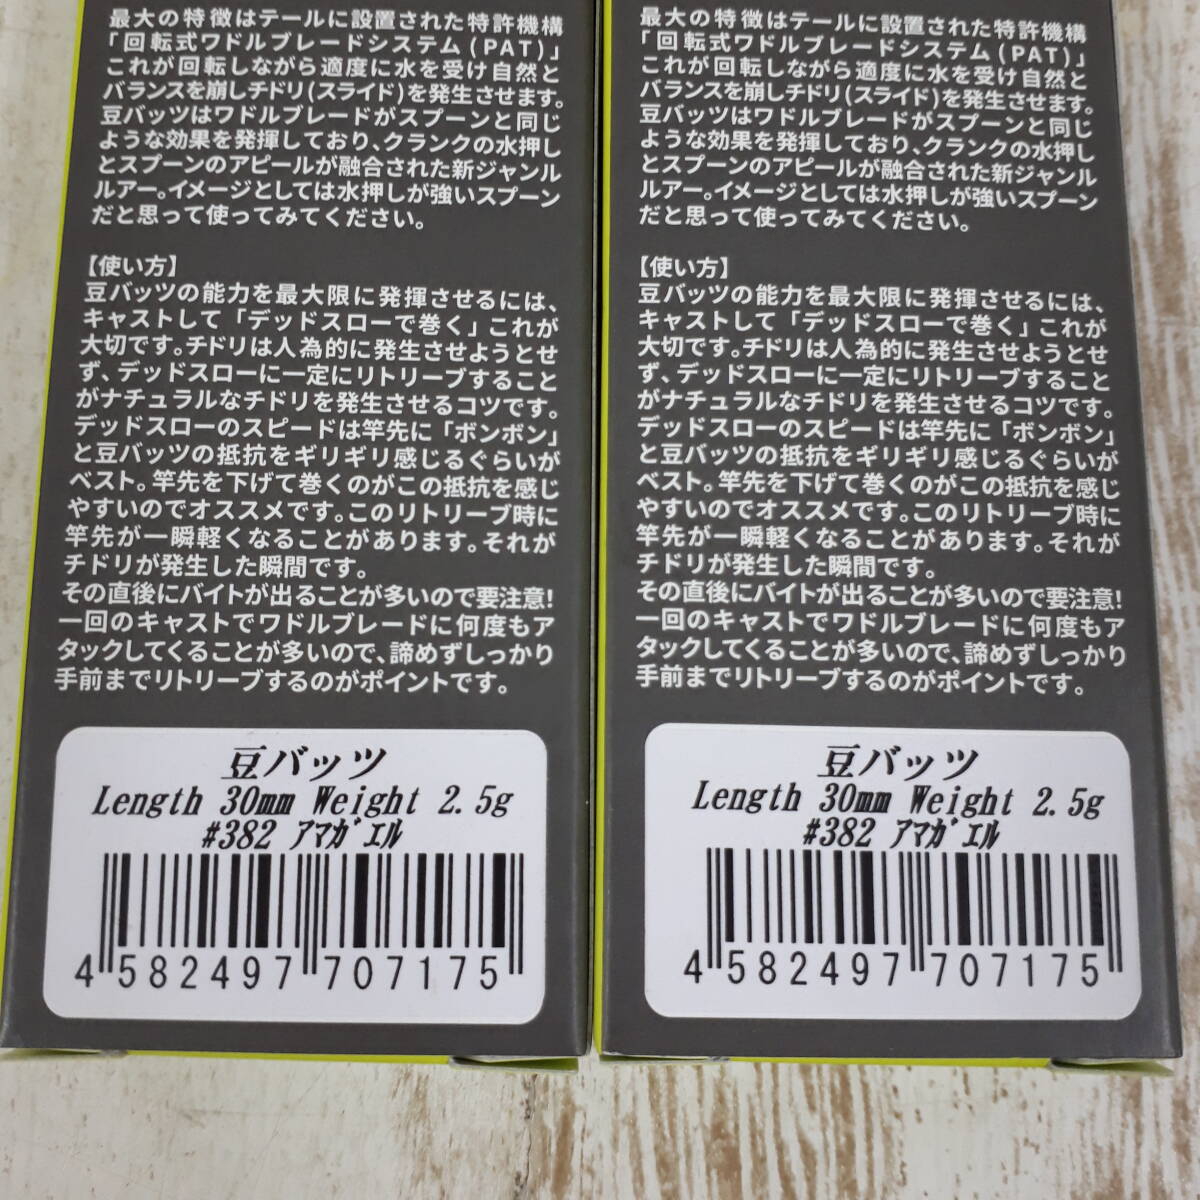 最大の特徴はテールに設置された特許機構
「回転式ワドルブレードシステム(PAT)」
これが回転しながら適度に水を受け自然と
バランスを崩しチドリ(スライド)を発生させます。
豆バッツはワドルブレードがスプーンと同じ
ような効果を発揮しており、クランクの水押し
とスプーンのアピールが融合された新ジャンル
ルアー。イメージとしては水押しが強いスプーン
だと思って使ってみてください。
【使い方】
豆バッツの能力を最大限に発揮させるには、
キャストして「デッドスローで巻く」これが
大切です。チドリは人為的に発生させようとせ
ず、デッドスローに一定にリトリーブすること
がナチュラルなチドリを発生させるコツです。
デッドスローのスピードは竿先に「ボンボン」
と豆バッツの抵抗をギリギリ感じるぐらいが
ベスト。竿先を下げて巻くのがこの抵抗を感じ
やすいのでオススメです。このリトリーブ時に
竿先が一瞬軽くなることがあります。それが
チドリが発生した瞬間です。
その直後にバイトが出ることが多いので要注意!
一回のキャストでワドルブレードに何度もア
タックしてくることが多いので、諦めずしっかり
手前までリトリーブするのがポイントです。
豆バッツ
Length 30mm Weight 2.5g
#382 ｱﾏｶﾞｴﾙ
4 582497 707175
最大の特徴はテールに設置された特許機構
「回転式ワドルブレードシステム(PAT)」
これが回転しながら適度に水を受け自然と
バランスを崩しチドリ(スライド)を発生させます。
豆バッツはワドルブレードがスプーンと同じ
ような効果を発揮しており、クランクの水押し
とスプーンのアピールが融合された新ジャンル
ルアー。イメージとしては水押しが強いスプーン
だと思って使ってみてください。
【使い方】
豆バッツの能力を最大限に発揮させるには、
キャストして「デッドスローで巻く」これが
大切です。チドリは人為的に発生させようとせ
ず、デッドスローに一定にリトリーブすること
がナチュラルなチドリを発生させるコツです。
デッドスローのスピードは竿先に「ボンボン」
と豆バッツの抵抗をギリギリ感じるぐらいが
ベスト。竿先を下げて巻くのがこの抵抗を感じ
やすいのでオススメです。このリトリーブ時に
竿先が一瞬軽くなることがあります。それが
チドリが発生した瞬間です。
その直後にバイトが出ることが多いので要注意!
一回のキャストでワドルブレードに何度もア
タックしてくることが多いので、諦めずしっかり
手前までリトリーブするのがポイントです。
豆バッツ
Length 30mm Weight 2.5g
#382 ｱﾏｶﾞｴﾙ
4 582497 707175